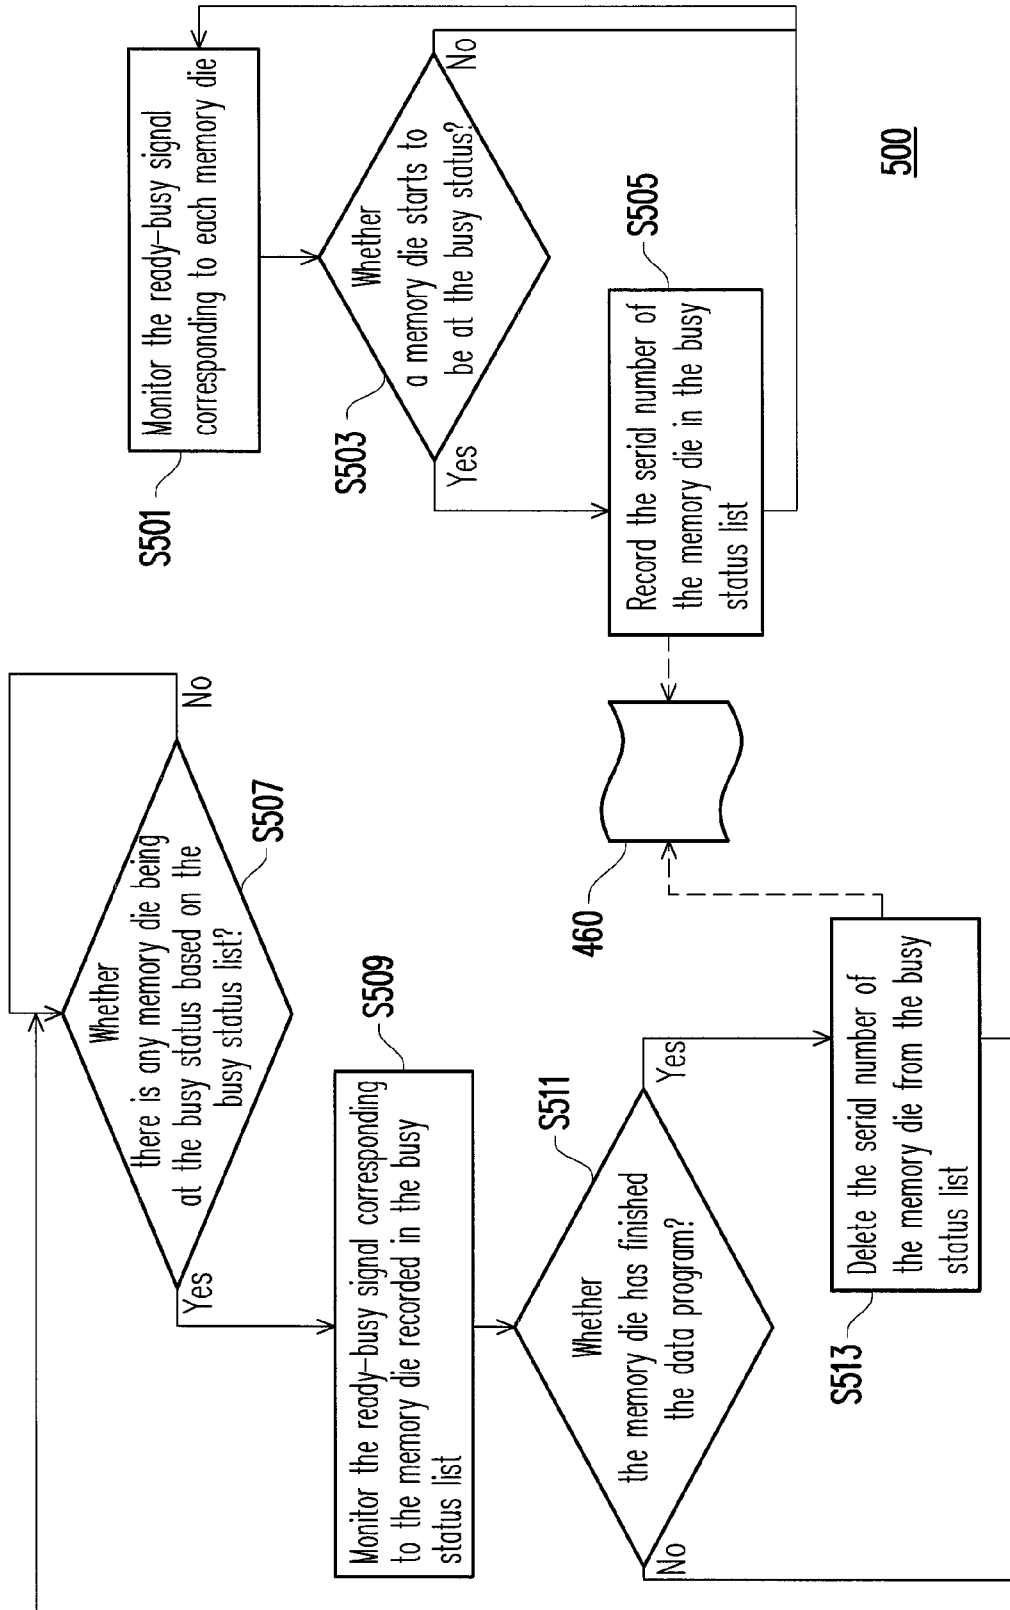 S501
Monitor the ready-busy signal
corresponding to each memory die
S503
Whether
a memory die starts to
be at the busy status?
No
Yes
S505
Record the serial number of
the memory die in the busy
status list
500
Whether
there is any memory die being
at the busy status based on the
busy status list?
S507
No
Yes
S509
Monitor the ready-busy signal corresponding
to the memory die recorded in the busy
status list
S511
Whether
the memory die has finished
the data program?
No
Yes
S513
Delete the serial number of
the memory die from the busy
status list
460